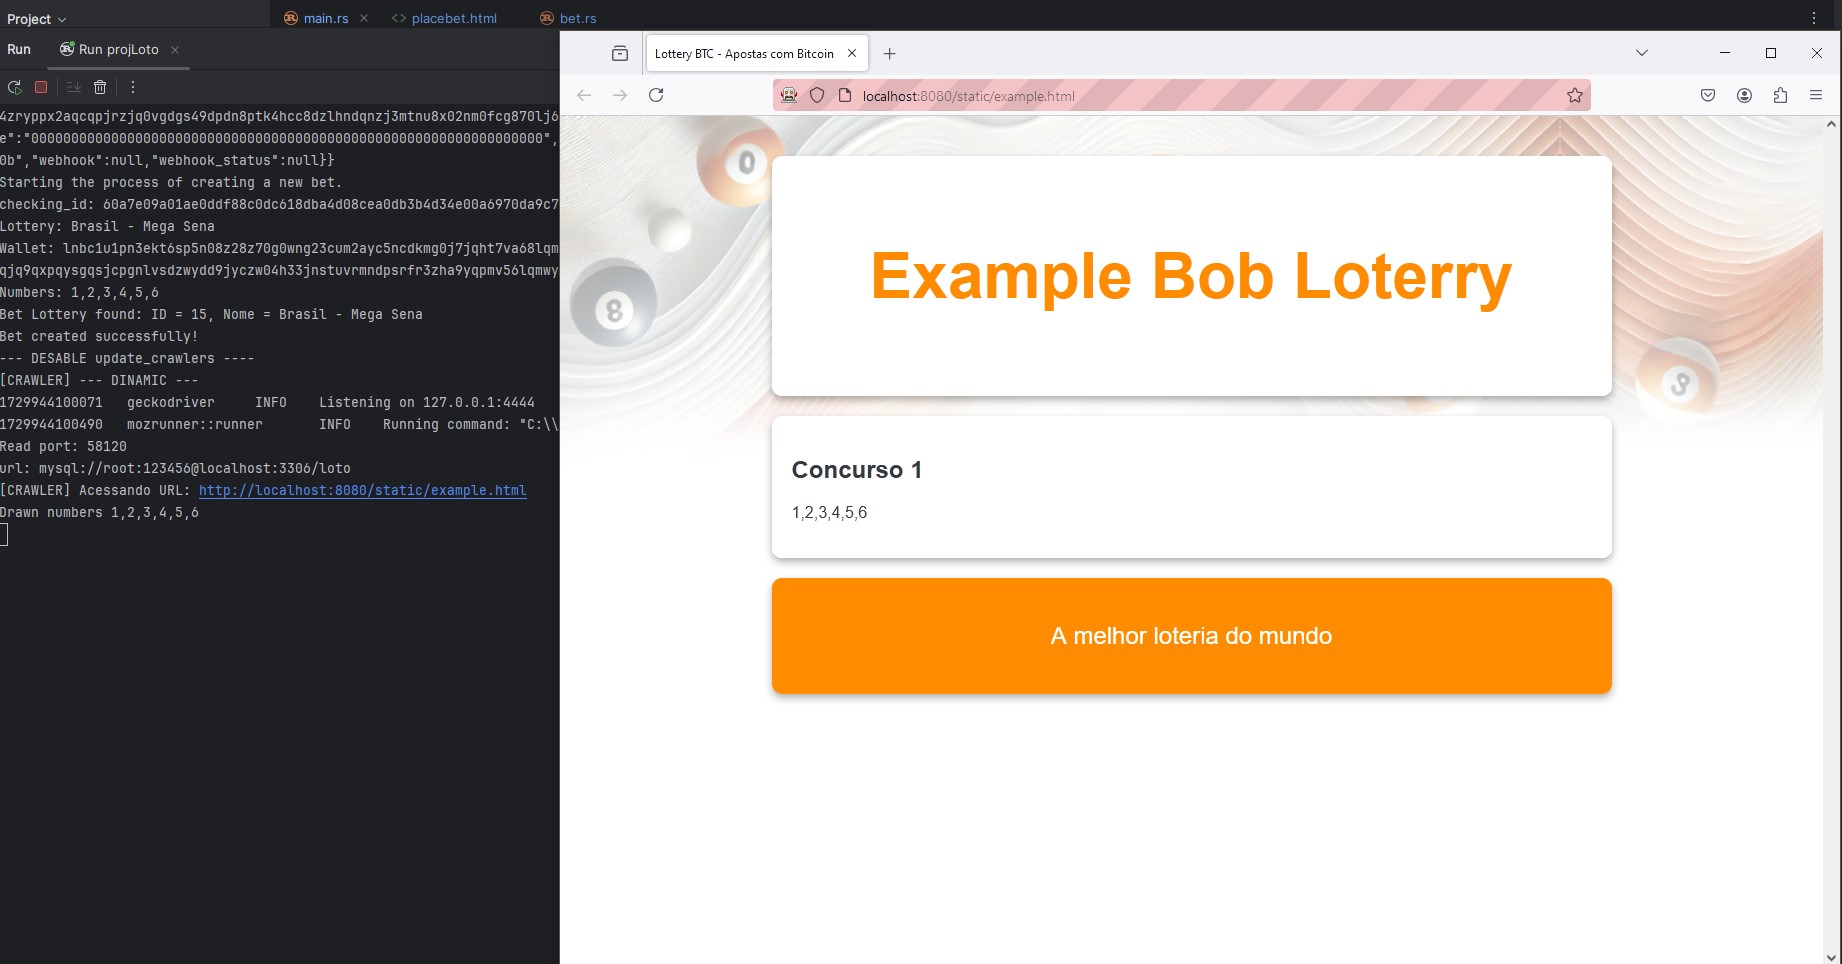 Project
main.rs
placebet.html
bet.rs
Run
Run projLoto
4zryppx2aqcqpjrzjq0vgdgs49dpdn8ptk4hcc8dzlhndqnzj3mtnu8x02nm0fcg870lj6
0b","webhook":null,"webhook_status":null}}
Starting the process of creating a new bet.
checking_id: 60a7e09a01ae0ddf88c0dc618dba4d08cea0db3b4d34e00a6970da9c7
Lottery: Brasil - Mega Sena
Wallet: lnbc1u1pn3ekt6sp5n08z28z70g0wng23cum2ayc5ncdkmg0j7jqht7va68lqm
qjq9qxpqysgqsjcpgnlvsdzwydd9jyczw04h33jnstuvrmndpsrfr3zha9yqpmv56lqmwy
Numbers: 1,2,3,4,5,6
Bet Lottery found: ID = 15, Nome = Brasil - Mega Sena
Bet created successfully!
--- DESABLE update_crawlers ----
[CRAWLER] --- DINAMIC ---
1729944100071 geckodriver INFO Listening on 127.0.0.1:4444
1729944100490 mozrunner::runner INFO Running command: "C:\\
Read port: 58120
url: mysql://root:123456@localhost:3306/loto
[CRAWLER] Acessando URL: http://localhost:8080/static/example.html
Drawn numbers 1,2,3,4,5,6
Lottery BTC - Apostas com Bitcoin
localhost:8080/static/example.html
0
8
3
Example Bob Loterry
Concurso 1
1,2,3,4,5,6
A melhor loteria do mundo